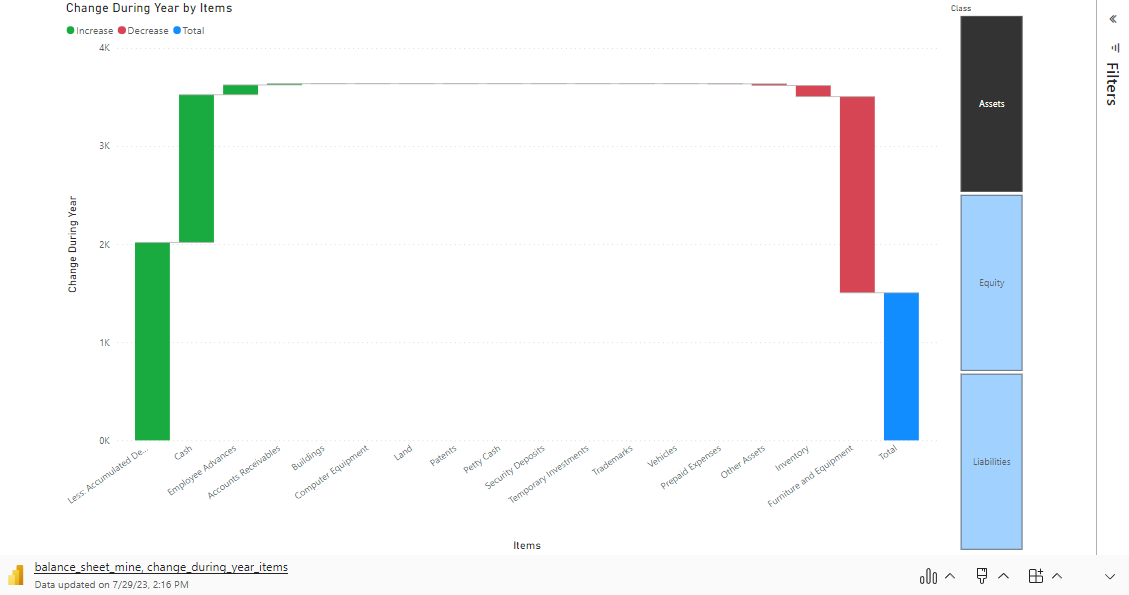 Change During Year by Items
Increase Decrease Total
Change During Year
4K
3K
2K
1K
0K
Less: Accumulated De...
Cash
Employee Advances
Accounts Receivables
Buildings
Computer Equipment
Land
Patents
Petty Cash
Security Deposits
Temporary Investments
Trademarks
Vehicles
Prepaid Expenses
Other Assets
Inventory
Furniture and Equipment
Total
Items
Class
Assets
Equity
Liabilities
Filters
balance_sheet_mine, change_during_year_items
Data updated on 7/29/23, 2:16 PM